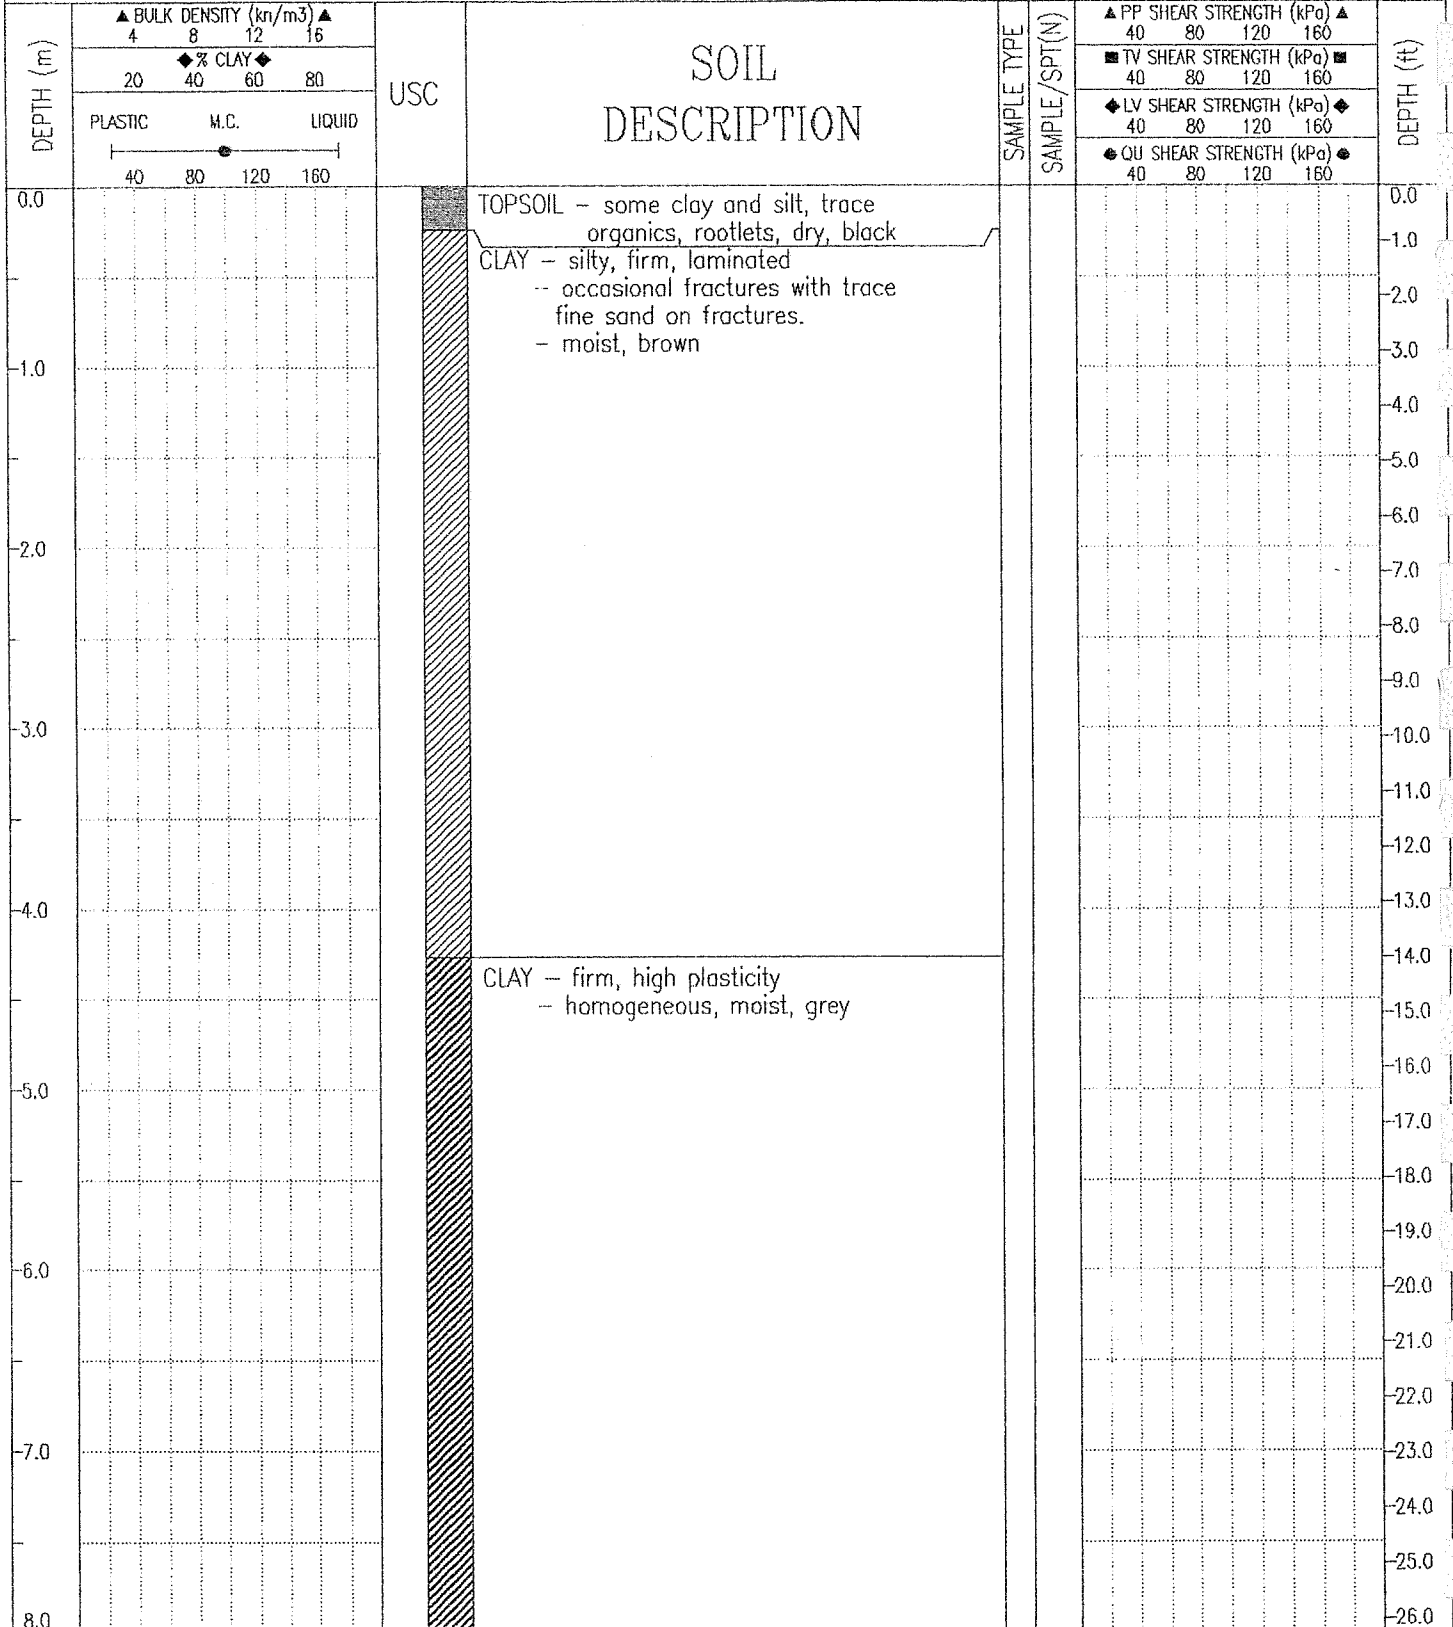 DEPTH (m)
▲ BULK DENSITY (kn/m3) ▲
4 8 12 16
◆ % CLAY ◆
20 40 60 80
PLASTIC M.C. LIQUID
40 80 120 160
USC
SOIL
DESCRIPTION
SAMPLE TYPE
SAMPLE/SPT(N)
▲ PP SHEAR STRENGTH (kPa) ▲
40 80 120 160
■ TV SHEAR STRENGTH (kPa) ■
40 80 120 160
◆ LV SHEAR STRENGTH (kPa) ◆
40 80 120 160
● QU SHEAR STRENGTH (kPa) ●
40 80 120 160
DEPTH (ft)
0.0
1.0
2.0
3.0
4.0
5.0
6.0
7.0
8.0
TOPSOIL – some clay and silt, trace
organics, rootlets, dry, black
CLAY – silty, firm, laminated
-- occasional fractures with trace
fine sand on fractures.
– moist, brown
CLAY – firm, high plasticity
– homogeneous, moist, grey
0.0
1.0
2.0
3.0
4.0
5.0
6.0
7.0
8.0
9.0
10.0
11.0
12.0
13.0
14.0
15.0
16.0
17.0
18.0
19.0
20.0
21.0
22.0
23.0
24.0
25.0
26.0